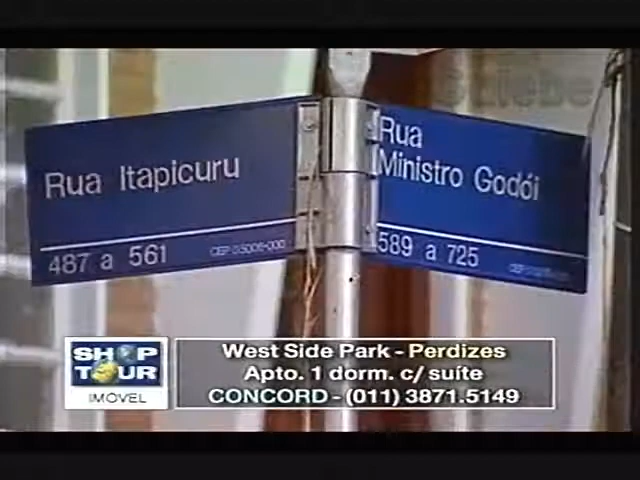 Rua Itapicuru
487 a 561
Rua
Ministro Godói
589 a 725
SHOP
TOUR
IMÓVEL
West Side Park - Perdizes
Apto. 1 dorm. c/ suíte
CONCORD - (011) 3871.5149